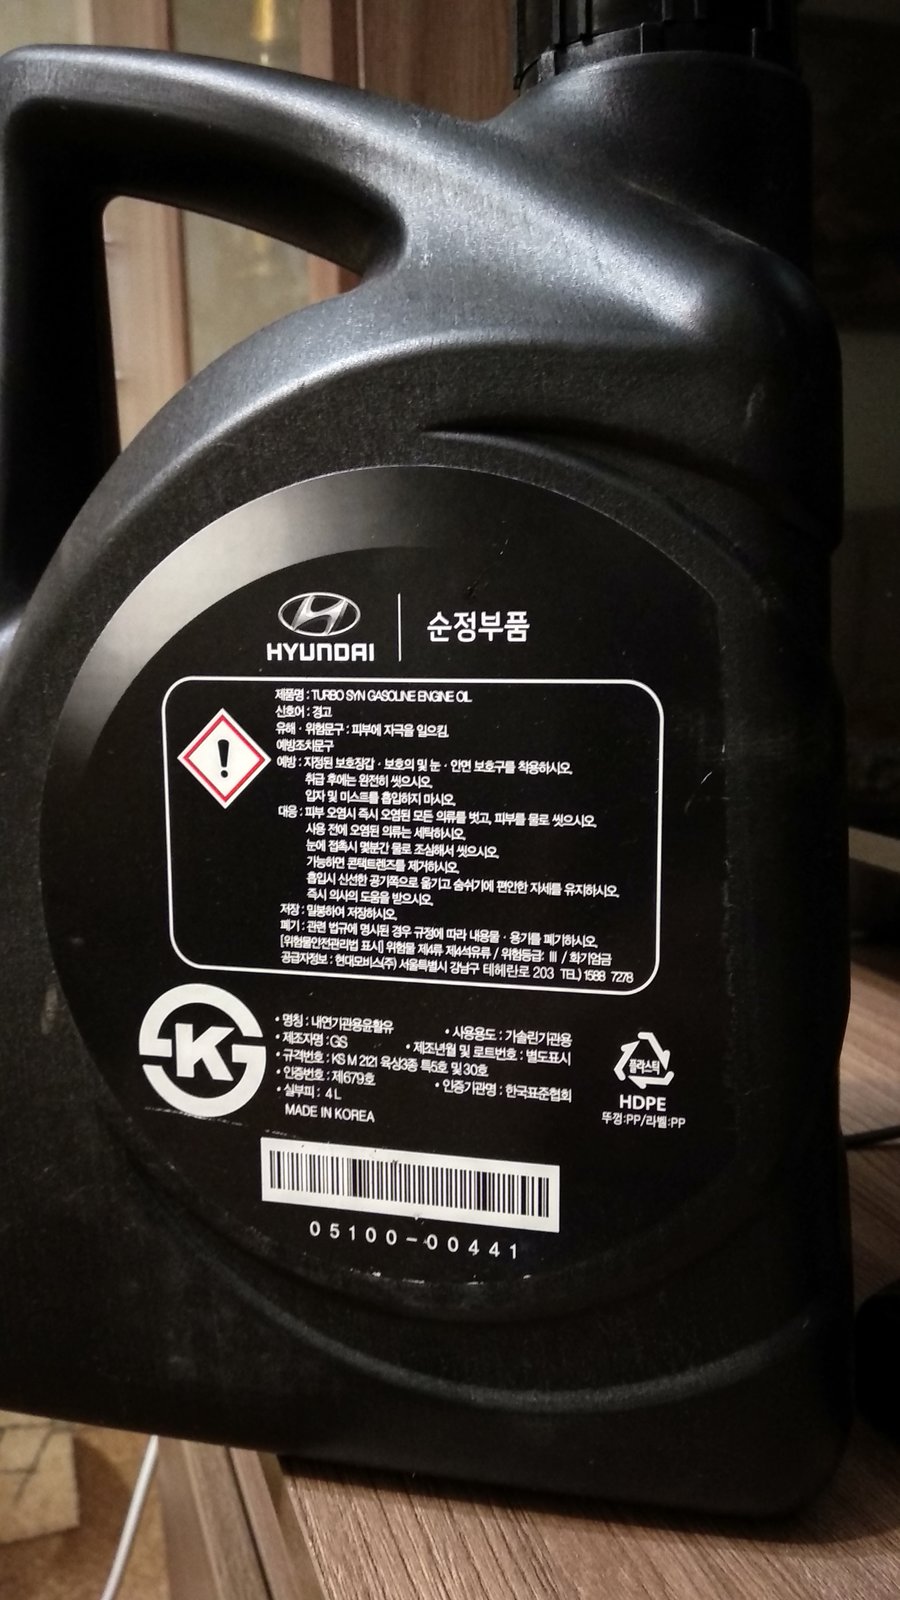 HYUNDAI
순정부품
제품명 : TURBO SYN GASOLINE ENGINE OIL
신호어 : 경고
유해 · 위험문구 : 피부에 자극을 일으킴.
예방조치문구
예방 : 지정된 보호장갑 · 보호의 및 눈 · 안면 보호구를 착용하시오.
취급 후에는 완전히 씻으시오.
입자 및 미스트를 흡입하지 마시오.
대응 : 피부 오염시 즉시 오염된 모든 의류를 벗고, 피부를 물로 씻으시오.
사용 전에 오염된 의류는 세탁하시오.
눈에 접촉시 몇분간 물로 조심해서 씻으시오.
가능하면 콘택트렌즈를 제거하시오.
흡입시 신선한 공기쪽으로 옮기고 숨쉬기에 편안한 자세를 유지하시오.
즉시 의사의 도움을 받으시오.
저장 : 밀봉하여 저장하시오.
폐기 : 관련 법규에 명시된 경우 규정에 따라 내용물 · 용기를 폐기하시오.
[위험물안전관리법 표시] 위험물 제4류 제4석유류 / 위험등급: III / 화기엄금
공급자정보 : 현대모비스(주) 서울특별시 강남구 테헤란로 203 TEL) 1588 7278
K
• 명칭 : 내연기관용윤활유 • 사용용도 : 가솔린기관용
• 제조자명 : GS • 제조년월 및 로트번호 : 별도표시
• 규격번호 : KS M 2121 육상3종 특5호 및 30호
• 인증번호 : 제679호 • 인증기관명 : 한국표준협회
• 실부피 : 4 L
MADE IN KOREA
플라스틱
HDPE
뚜껑:PP/라벨:PP
05100-00441